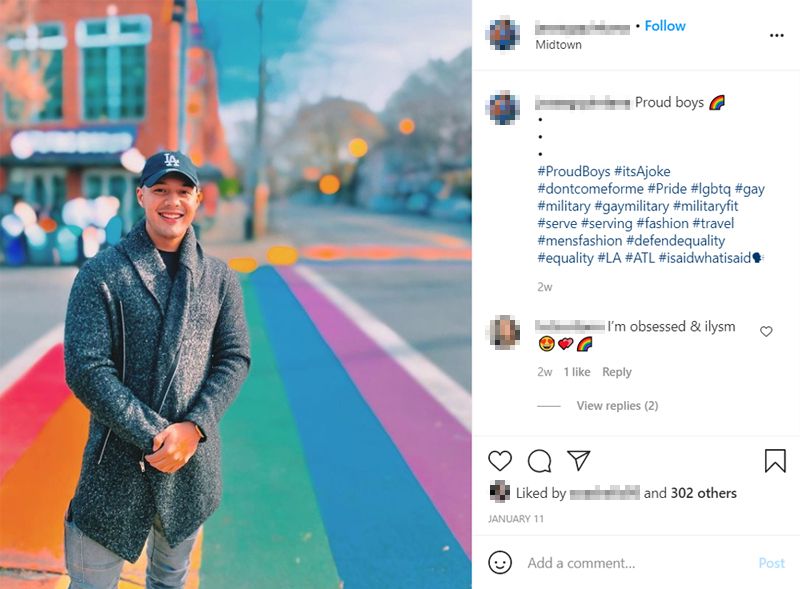 LA
• Follow
Midtown
Proud boys 🌈
•
•
•
#ProudBoys #itsAjoke
#dontcomeforme #Pride #lgbtq #gay
#military #gaymilitary #militaryfit
#serve #serving #fashion #travel
#mensfashion #defendequality
#equality #LA #ATL #isaidwhatisaid🗣
2w
I'm obsessed & ilysm
😍💞🌈
2w 1 like Reply
View replies (2)
Liked by and 302 others
JANUARY 11
Add a comment... Post